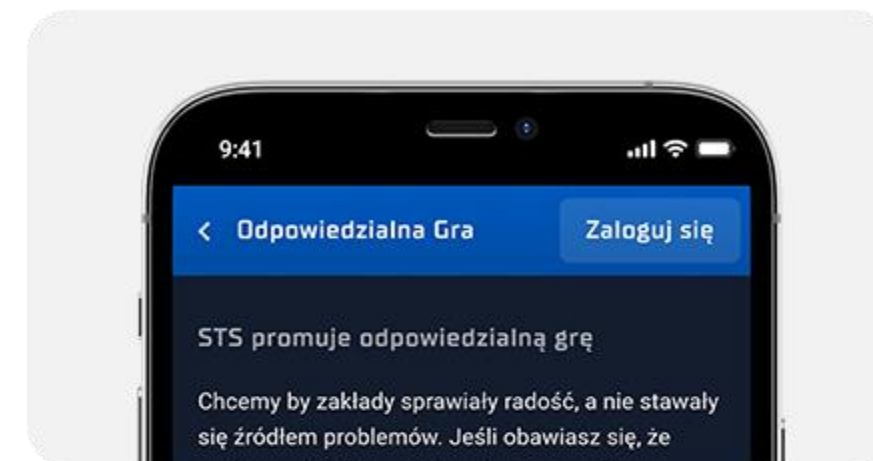 9:41
Odpowiedzialna Gra
Zaloguj się
STS promuje odpowiedzialną grę
Chcemy by zakłady sprawiały radość, a nie stawały
się źródłem problemów. Jeśli obawiasz się, że